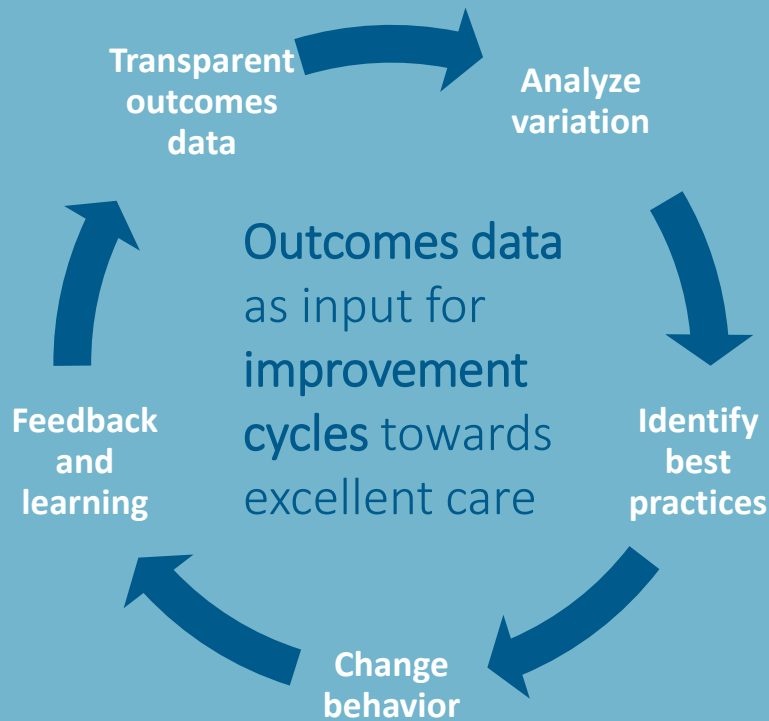 Transparent
outcomes
data
Analyze
variation
Identify
best
practices
Change
behavior
Feedback
and
learning
Outcomes data
as input for
improvement
cycles towards
excellent care